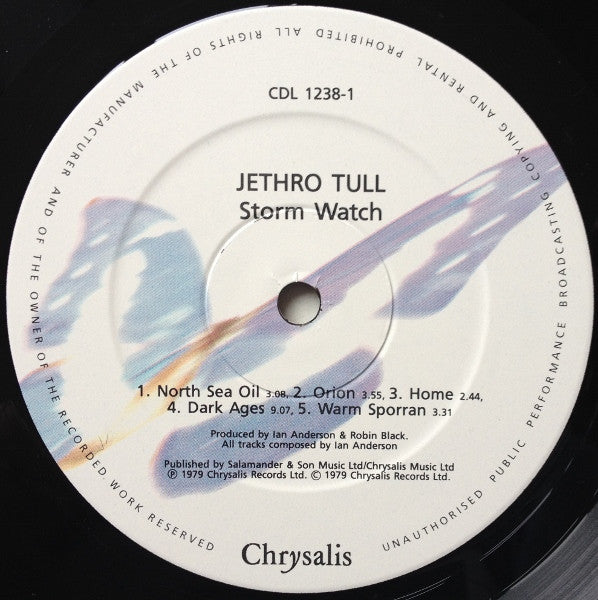 CDL 1238-1
JETHRO TULL
Storm Watch
1. North Sea Oil 3.08, 2. Orion 3.55, 3. Home 2.44,
4. Dark Ages 9.07, 5. Warm Sporran 3.31
Produced by Ian Anderson & Robin Black.
All tracks composed by Ian Anderson
Published by Salamander & Son Music Ltd/Chrysalis Music Ltd
℗ 1979 Chrysalis Records Ltd. © 1979 Chrysalis Records Ltd.
Chrysalis
ALL RIGHTS OF THE MANUFACTURER AND OF THE OWNER OF THE RECORDED WORK RESERVED
UNAUTHORISED PUBLIC PERFORMANCE BROADCASTING COPYING AND RENTAL PROHIBITED